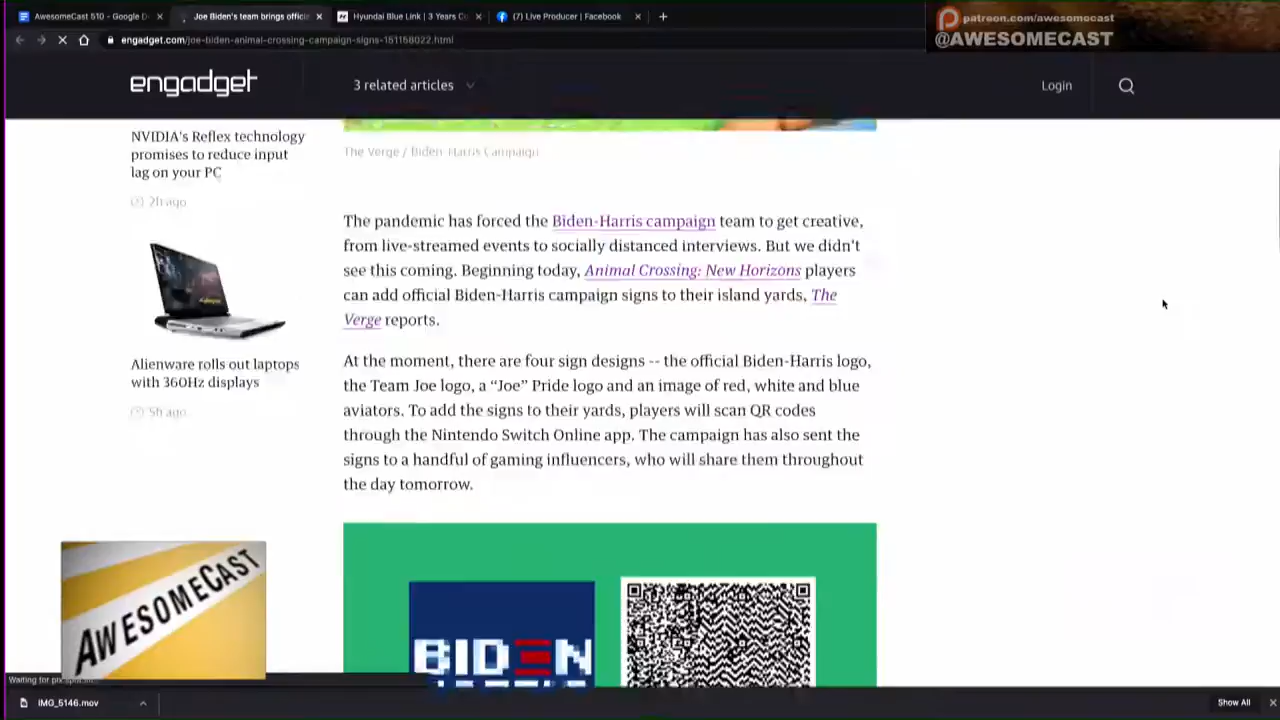 AwesomeCast 510 - Google D
Joe Biden's team brings officia
Hyundai Blue Link | 3 Years Co
(7) Live Producer | Facebook
patreon.com/awesomecast
@AWESOMECAST
engadget.com/joe-biden-animal-crossing-campaign-signs-151158022.html
engadget
3 related articles
Login
NVIDIA's Reflex technology
promises to reduce input
lag on your PC
2h ago
Alienware rolls out laptops
with 360Hz displays
5h ago
The Verge / Biden-Harris Campaign
The pandemic has forced the Biden-Harris campaign team to get creative,
from live-streamed events to socially distanced interviews. But we didn't
see this coming. Beginning today, Animal Crossing: New Horizons players
can add official Biden-Harris campaign signs to their island yards, The
Verge reports.
At the moment, there are four sign designs -- the official Biden-Harris logo,
the Team Joe logo, a “Joe” Pride logo and an image of red, white and blue
aviators. To add the signs to their yards, players will scan QR codes
through the Nintendo Switch Online app. The campaign has also sent the
signs to a handful of gaming influencers, who will share them throughout
the day tomorrow.
AWESOMECAST
BIDEN
Waiting for
IMG_5146.mov
Show All